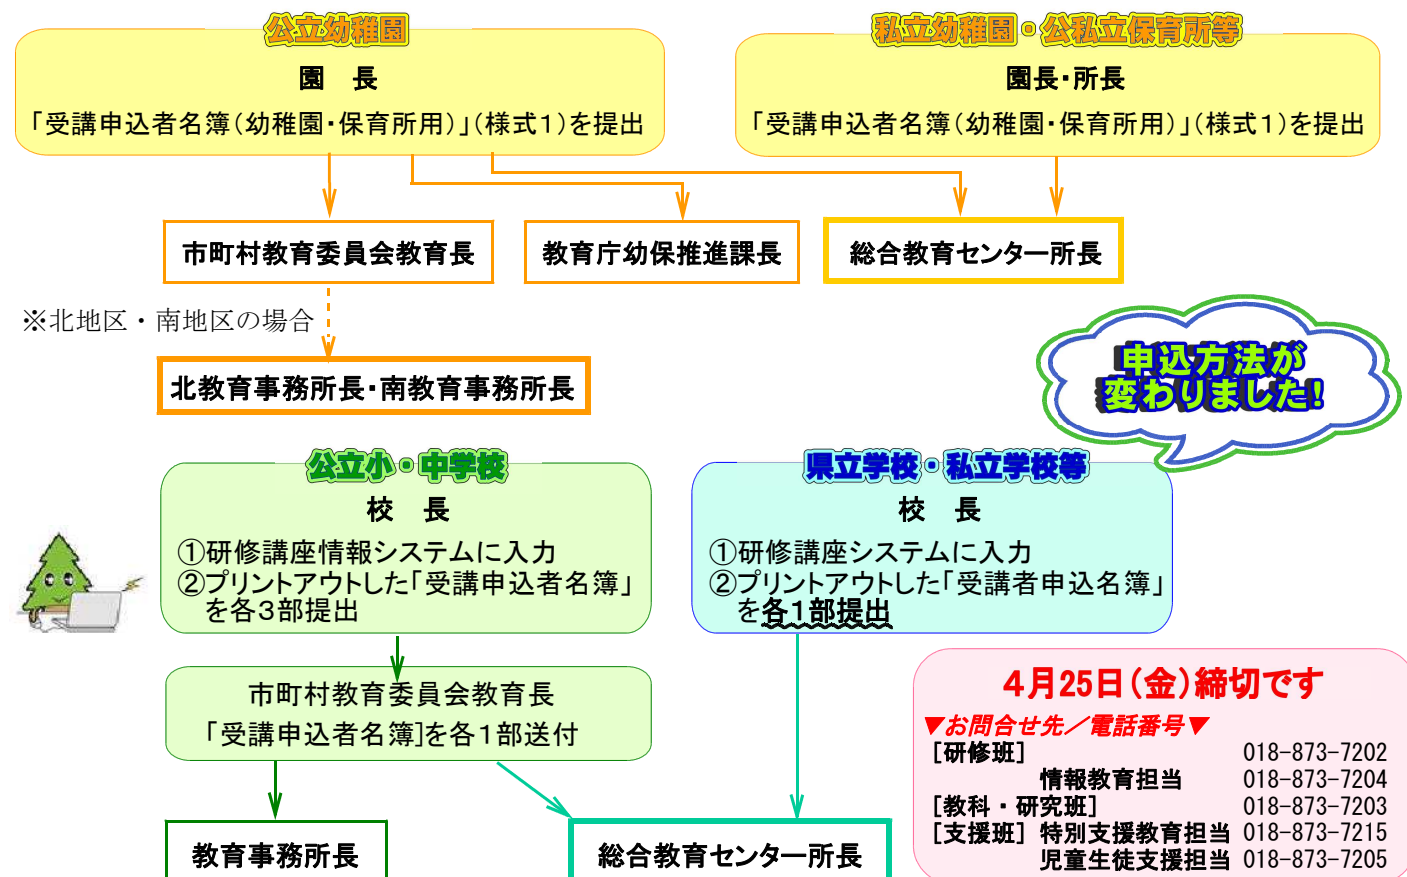 公立幼稚園
園　長
「受講申込者名簿（幼稚園・保育所用）」（様式１）を提出
私立幼稚園・公私立保育所等
園長・所長
「受講申込者名簿（幼稚園・保育所用）」（様式１）を提出
市町村教育委員会教育長
教育庁幼保推進課長
総合教育センター所長
※北地区・南地区の場合
北教育事務所長・南教育事務所長
申込方法が
変わりました!
公立小・中学校
校　長
①研修講座情報システムに入力
②プリントアウトした「受講申込者名簿」
を各３部提出
県立学校・私立学校等
校　長
①研修講座システムに入力
②プリントアウトした「受講者申込名簿」
を各１部提出
市町村教育委員会教育長
「受講申込者名簿]を各１部送付
教育事務所長
総合教育センター所長
４月25日（金）締切です
▼お問合せ先／電話番号▼
［研修班］ 018-873-7202
情報教育担当 018-873-7204
［教科・研究班］ 018-873-7203
［支援班］特別支援教育担当 018-873-7215
児童生徒支援担当 018-873-7205